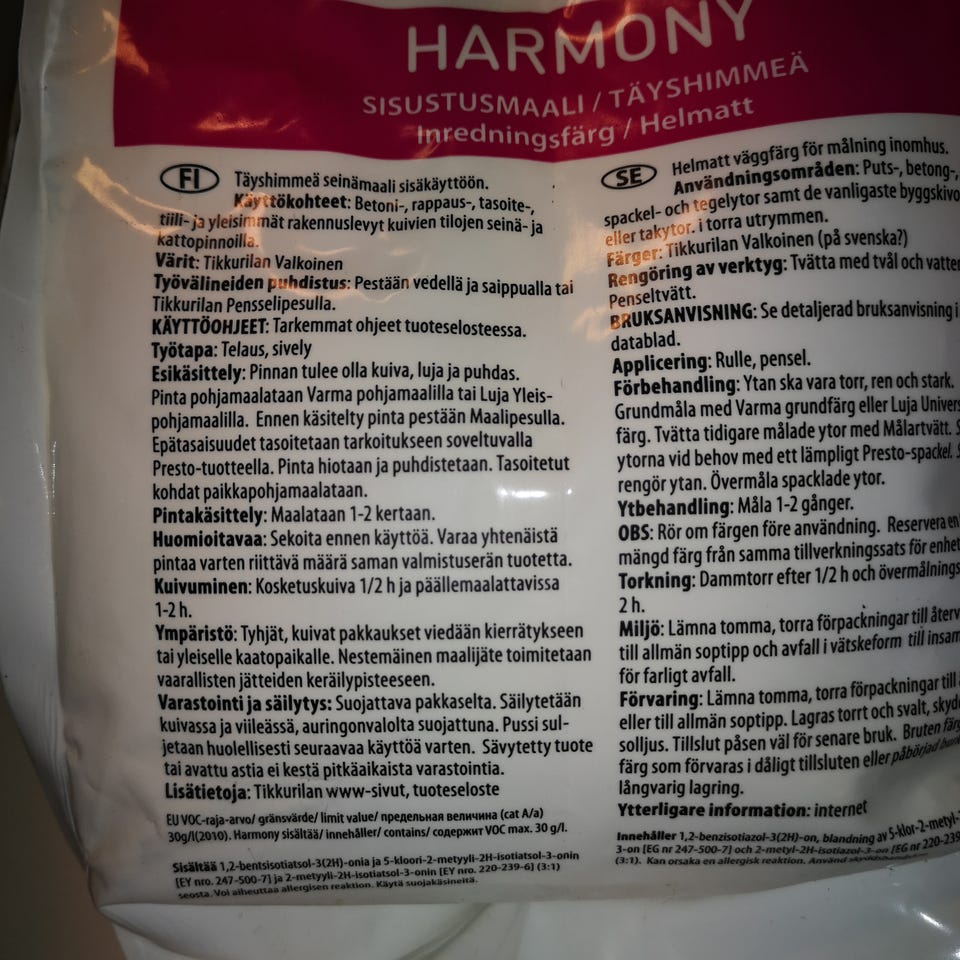 HARMONY
SISUSTUSMAALI / TÄYSHIMMEÄ
Inredningsfärg / Helmatt
FI Täyshimmeä seinämaali sisäkäyttöön.
Käyttökohteet: Betoni-, rappaus-, tasoite-,
tiili- ja yleisimmät rakennuslevyt kuivien tilojen seinä- ja
kattopinnoilla.
Värit: Tikkurilan Valkoinen
Työvälineiden puhdistus: Pestään vedellä ja saippualla tai
Tikkurilan Pensselipesulla.
KÄYTTÖOHJEET: Tarkemmat ohjeet tuoteselosteessa.
Työtapa: Telaus, sively
Esikäsittely: Pinnan tulee olla kuiva, luja ja puhdas.
Pinta pohjamaalataan Varma pohjamaalilla tai Luja Yleis-
pohjamaalilla. Ennen käsitelty pinta pestään Maalipesulla.
Epätasaisuudet tasoitetaan tarkoitukseen soveltuvalla
Presto-tuotteella. Pinta hiotaan ja puhdistetaan. Tasoitetut
kohdat paikkapohjamaalataan.
Pintakäsittely: Maalataan 1-2 kertaan.
Huomioitavaa: Sekoita ennen käyttöä. Varaa yhtenäistä
pintaa varten riittävä määrä saman valmistuserän tuotetta.
Kuivuminen: Kosketuskuiva 1/2 h ja päällemaalattavissa
1-2 h.
Ympäristö: Tyhjät, kuivat pakkaukset viedään kierrätykseen
tai yleiselle kaatopaikalle. Nestemäinen maalijäte toimitetaan
vaarallisten jätteiden keräilypisteeseen.
Varastointi ja säilytys: Suojattava pakkaselta. Säilytetään
kuivassa ja viileässä, auringonvalolta suojattuna. Pussi sul-
jetaan huolellisesti seuraavaa käyttöä varten. Sävytetty tuote
tai avattu astia ei kestä pitkäaikaista varastointia.
Lisätietoja: Tikkurilan www-sivut, tuoteseloste
EU VOC-raja-arvo/ gränsvärde/ limit value/ предельная величина (cat A/a)
30g/l(2010). Harmony sisältää/ innehåller/ contains/ содержит VOC max. 30 g/l.
Sisältää 1,2-bentsisotiatsol-3(2H)-onia ja 5-kloori-2-metyyli-2H-isotiatsol-3-onin
[EY nro. 247-500-7] ja 2-metyyli-2H-isotiatsol-3-onin [EY nro. 220-239-6] (3:1)
seosta. Voi aiheuttaa allergisen reaktion. Käytä suojakäsineitä.
SE Helmatt väggfärg för målning inomhus.
Användningsområden: Puts-, betong-,
spackel- och tegelytor samt de vanligaste byggskivo
eller takytor. i torra utrymmen.
Färger: Tikkurilan Valkoinen (på svenska?)
Rengöring av verktyg: Tvätta med tvål och vatten
Penseltvätt.
BRUKSANVISNING: Se detaljerad bruksanvisning i
datablad.
Applicering: Rulle, pensel.
Förbehandling: Ytan ska vara torr, ren och stark.
Grundmåla med Varma grundfärg eller Luja Univers
färg. Tvätta tidigare målade ytor med Målartvätt. S
ytorna vid behov med ett lämpligt Presto-spackel. S
rengör ytan. Övermåla spacklade ytor.
Ytbehandling: Måla 1-2 gånger.
OBS: Rör om färgen före användning. Reservera en
mängd färg från samma tillverkningssats för enhet
Torkning: Dammtorr efter 1/2 h och övermålnings
2 h.
Miljö: Lämna tomma, torra förpackningar till återv
till allmän soptipp och avfall i vätskeform till insam
för farligt avfall.
Förvaring: Lämna tomma, torra förpackningar till
eller till allmän soptipp. Lagras torrt och svalt, skyd
solljus. Tillslut påsen väl för senare bruk. Bruten färg
färg som förvaras i dåligt tillsluten eller påbörjad
långvarig lagring.
Ytterligare information: internet
Innehåller 1,2-benzisotiazol-3(2H)-on, blandning av 5-klor-2-metyl-
3-on [EG nr 247-500-7] och 2-metyl-2H-isotiazol-3-on [EG nr 220-239
(3:1). Kan orsaka en allergisk reaktion. Använd